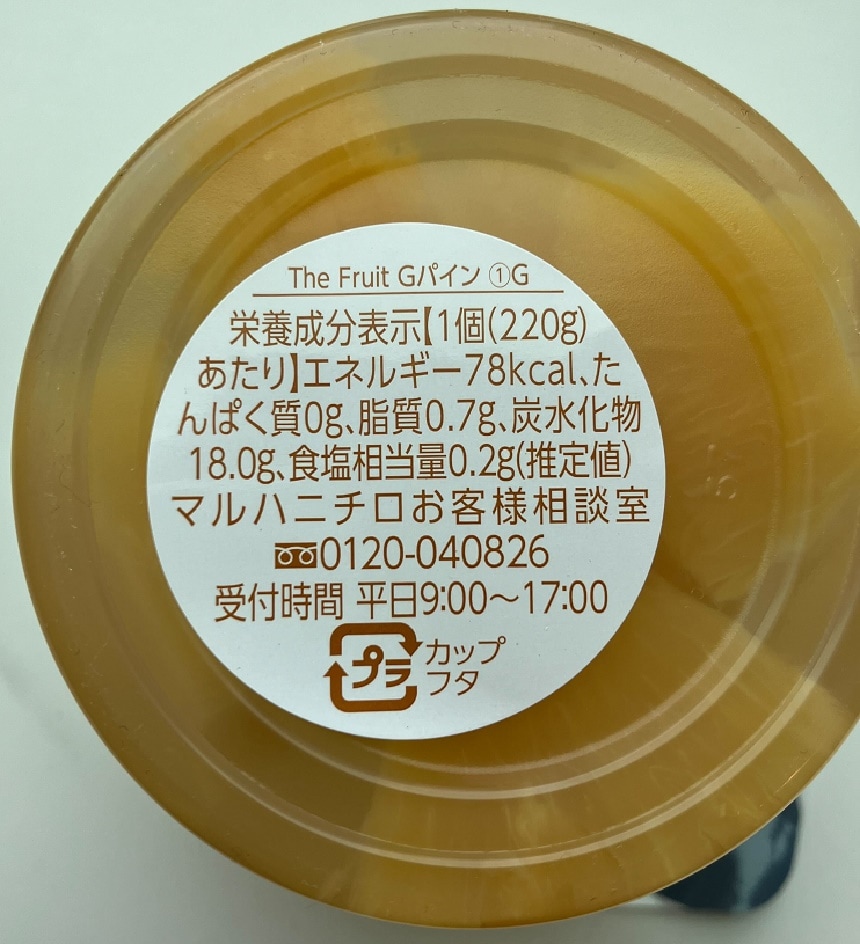 The Fruit Gパイン ①G
栄養成分表示【1個(220g)
あたり】エネルギー78kcal、た
んぱく質0g、脂質0.7g、炭水化物
18.0g、食塩相当量0.2g(推定値)
マルハニチロお客様相談室
0120-040826
受付時間 平日9:00～17:00
プラ カップ
フタ